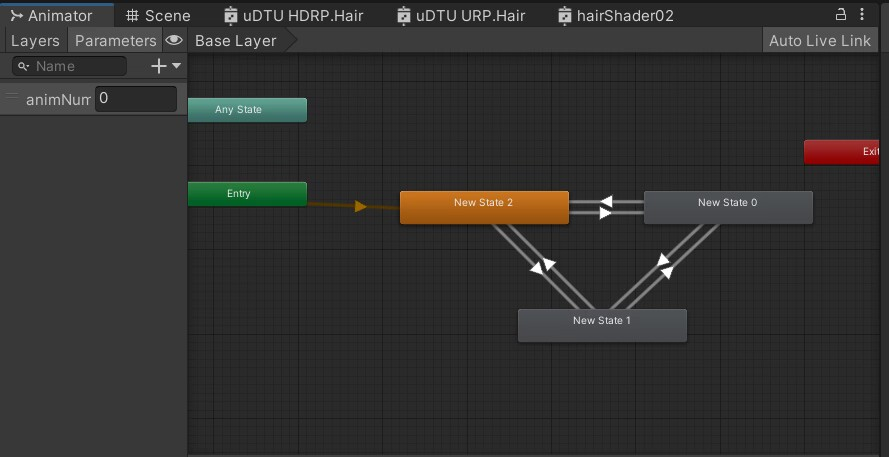 Animator
Scene
uDTU HDRP.Hair
uDTU URP.Hair
hairShader02
Layers
Parameters
Base Layer
Auto Live Link
Name
animNum
0
Any State
Exit
Entry
New State 2
New State 0
New State 1